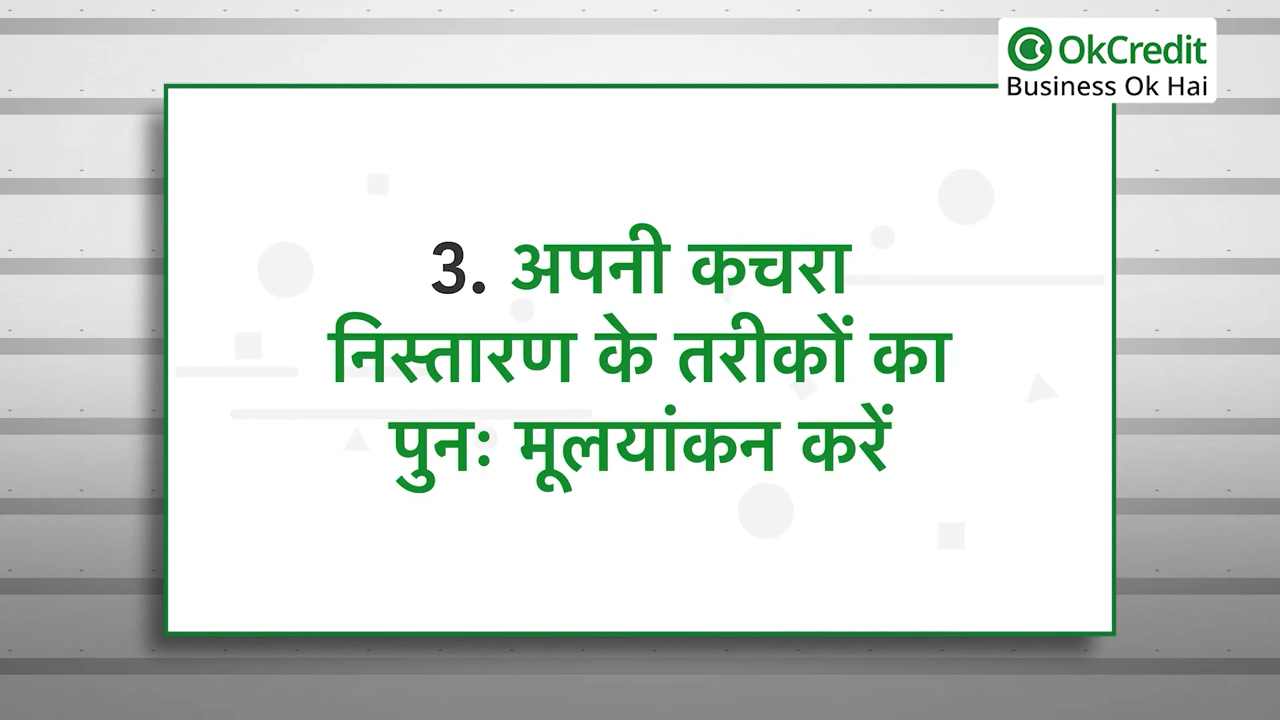 OkCredit
Business Ok Hai
3. अपनी कचरा
निस्तारण के तरीकों का
पुनः मूलयांकन करें